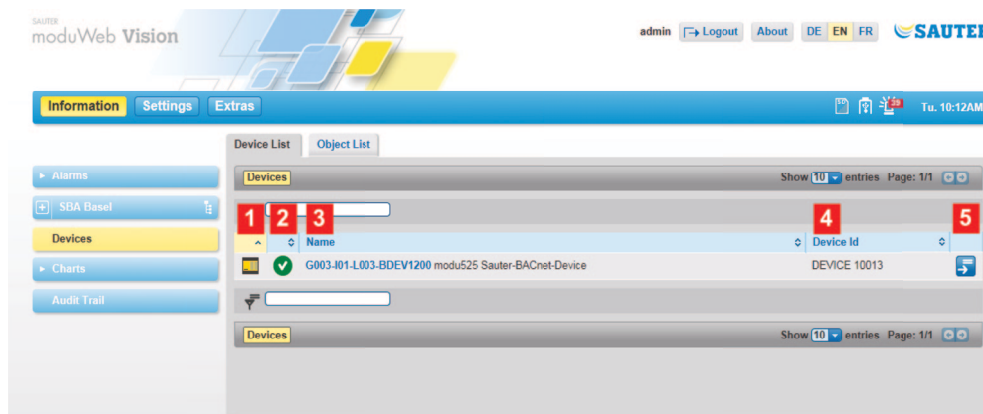 SAUTER
moduWeb Vision
admin Logout About DE EN FR SAUTER
Information Settings Extras Tu. 10:12AM
Device List Object List
Alarms
Devices Show 10 entries Page: 1/1
SBA Basel
1 2 3 4 5
Devices
Name Device Id
Charts
G003-I01-L003-BDEV1200 modu525 Sauter-BACnet-Device DEVICE 10013
Audit Trail
Devices Show 10 entries Page: 1/1